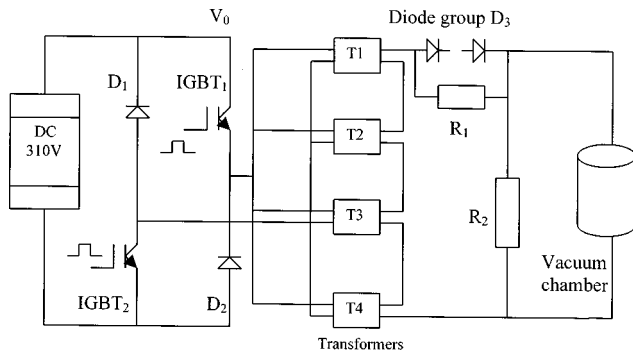 V₀
Diode group D₃
D₁
IGBT₁
T1
DC
310V
R₁
T2
R₂
T3
IGBT₂
D₂
T4
Vacuum
chamber
Transformers